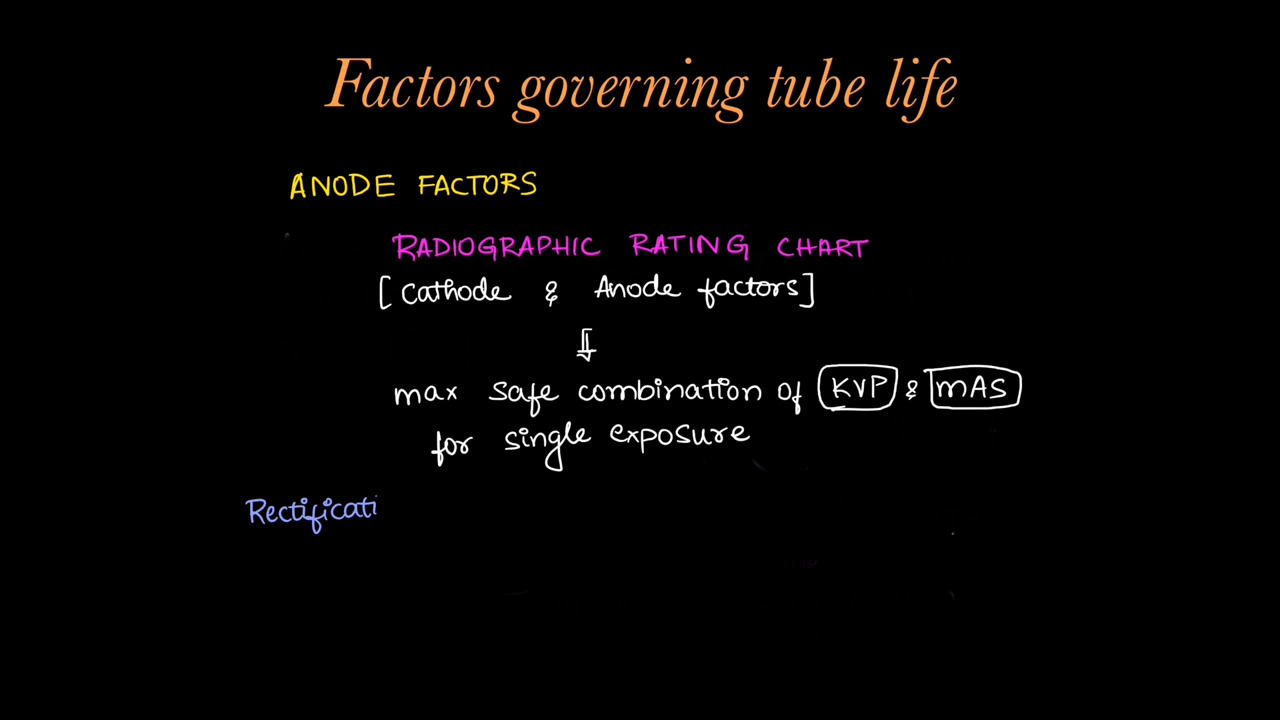 Factors governing tube life
ANODE FACTORS
RADIOGRAPHIC RATING CHART
[Cathode & Anode factors]
max safe combination of KVP & mAS
for single exposure
Rectificati